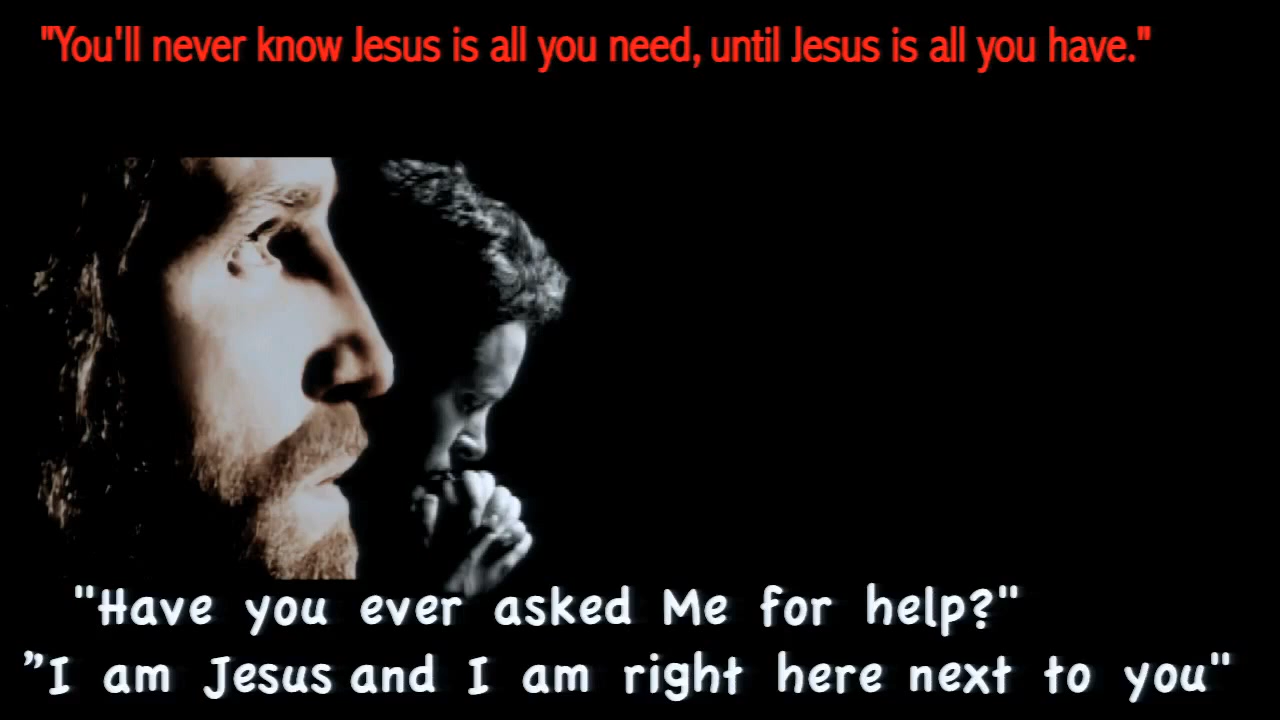 "You'll never know Jesus is all you need, until Jesus is all you have."
"Have you ever asked Me for help?"
"I am Jesus and I am right here next to you"